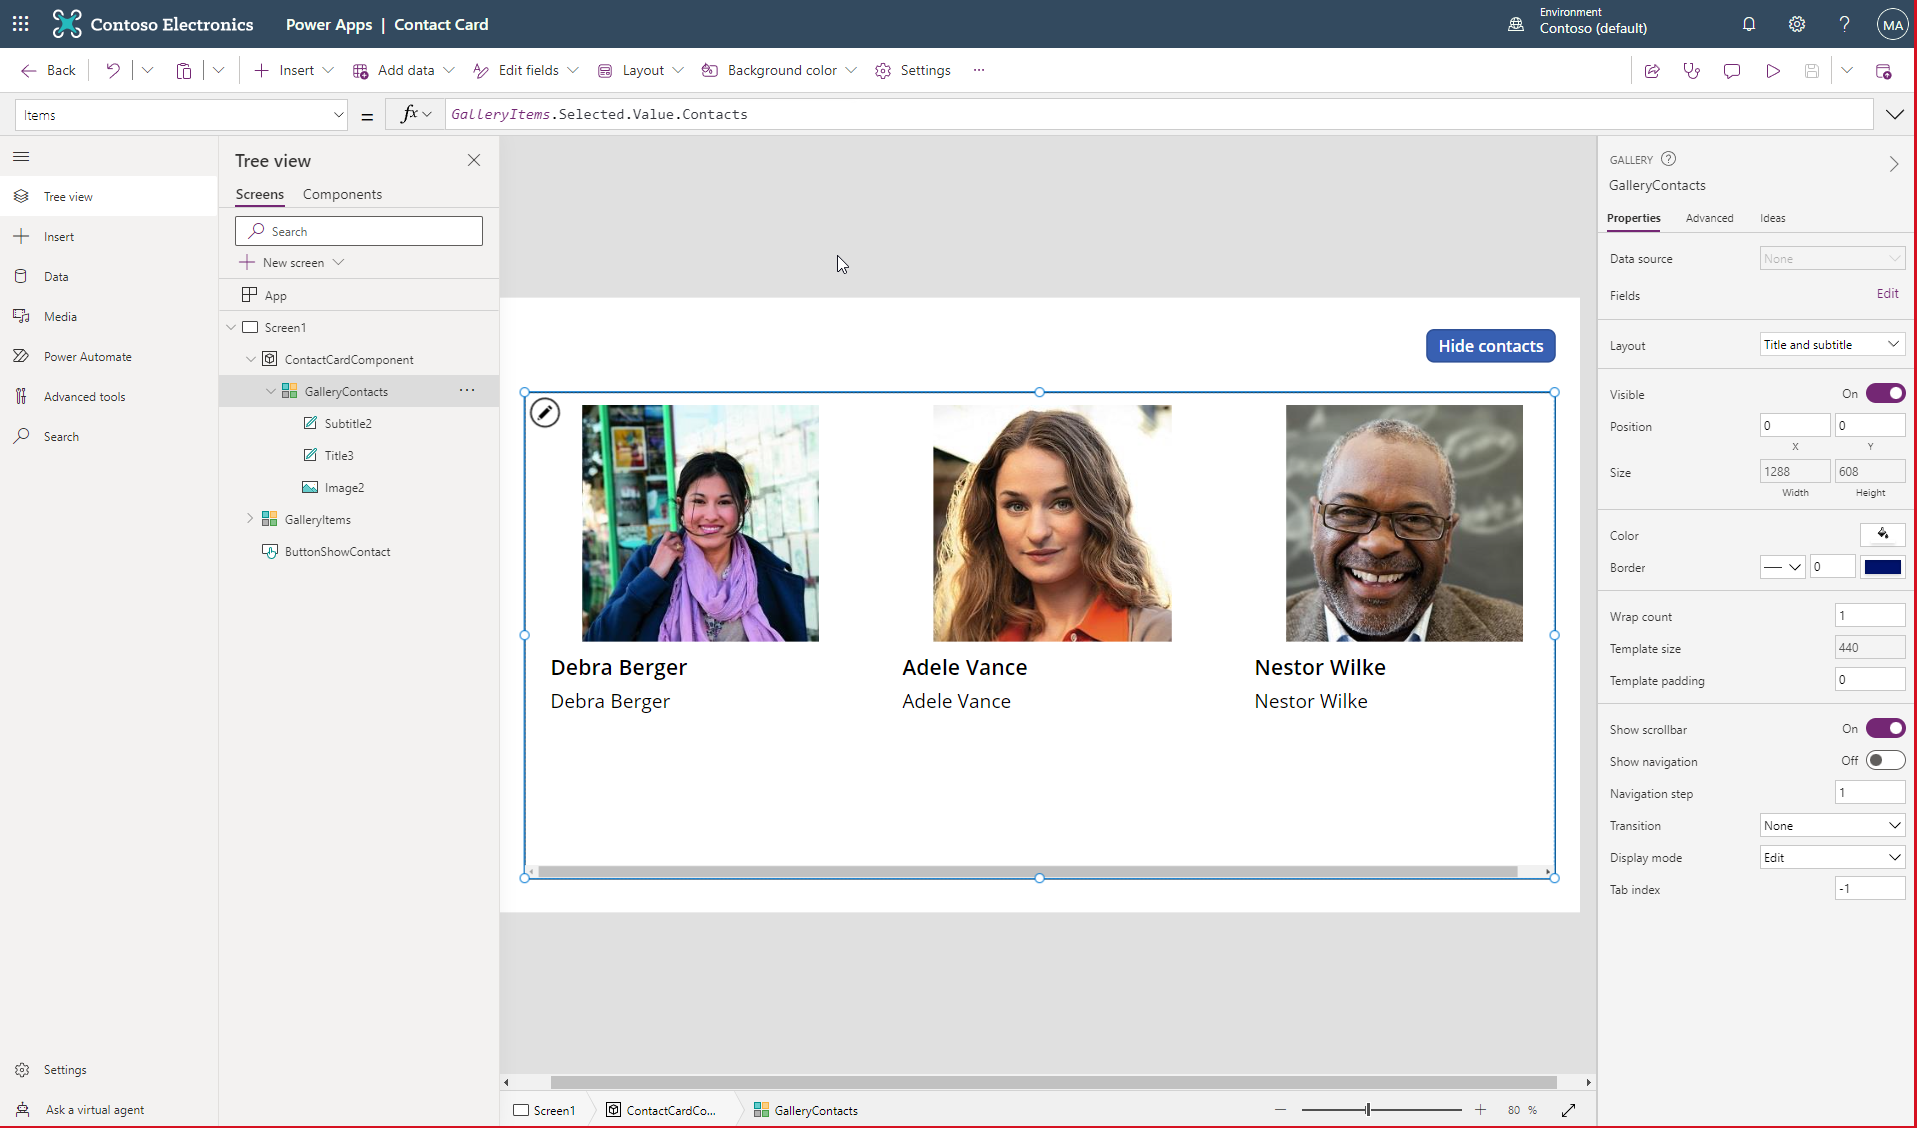 Contoso Electronics Power Apps | Contact Card Environment Contoso (default) ? MA
Back Insert Add data Edit fields Layout Background color Settings ...
Items = fx GalleryItems.Selected.Value.Contacts
Tree view
Insert
Data
Media
Power Automate
Advanced tools
Search
Settings
Ask a virtual agent
Tree view
Screens Components
Search
New screen
App
Screen1
ContactCardComponent
GalleryContacts ...
Subtitle2
Title3
Image2
GalleryItems
ButtonShowContact
Hide contacts
Debra Berger Adele Vance Nestor Wilke
Debra Berger Adele Vance Nestor Wilke
Screen1 ContactCardCo... GalleryContacts 80 %
GALLERY ?
GalleryContacts
Properties Advanced Ideas
Data source None
Fields Edit
Layout Title and subtitle
Visible On
Position 0 0
X Y
Size 1288 608
Width Height
Color
Border 0
Wrap count 1
Template size 440
Template padding 0
Show scrollbar On
Show navigation Off
Navigation step 1
Transition None
Display mode Edit
Tab index -1